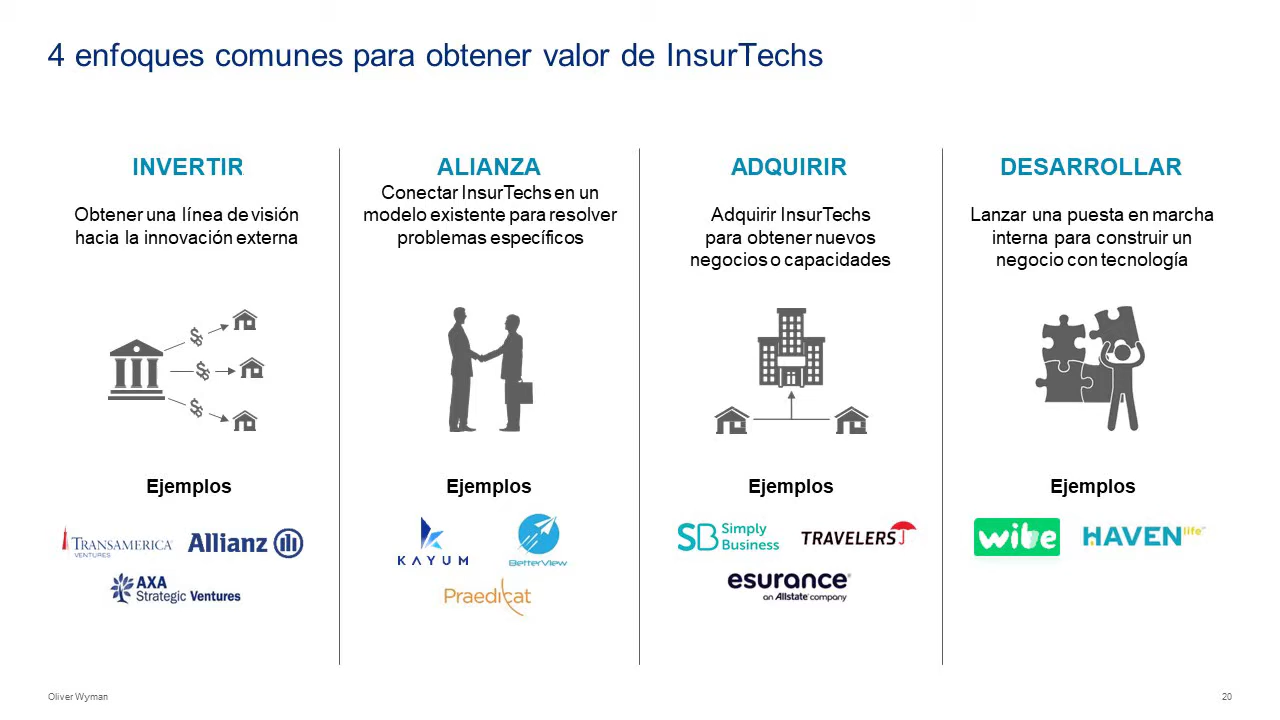 4 enfoques comunes para obtener valor de InsurTechs
INVERTIR
Obtener una línea de visión
hacia la innovación externa
Ejemplos
TRANSAMERICA
VENTURES
Allianz
AXA
Strategic Ventures
ALIANZA
Conectar InsurTechs en un
modelo existente para resolver
problemas específicos
Ejemplos
KAYUM
BETTERVIEW
Praedicat
ADQUIRIR
Adquirir InsurTechs
para obtener nuevos
negocios o capacidades
Ejemplos
SB Simply
Business
TRAVELERS
esurance®
an Allstate company
DESARROLLAR
Lanzar una puesta en marcha
interna para construir un
negocio con tecnología
Ejemplos
wibe
HAVEN life™
Oliver Wyman
20